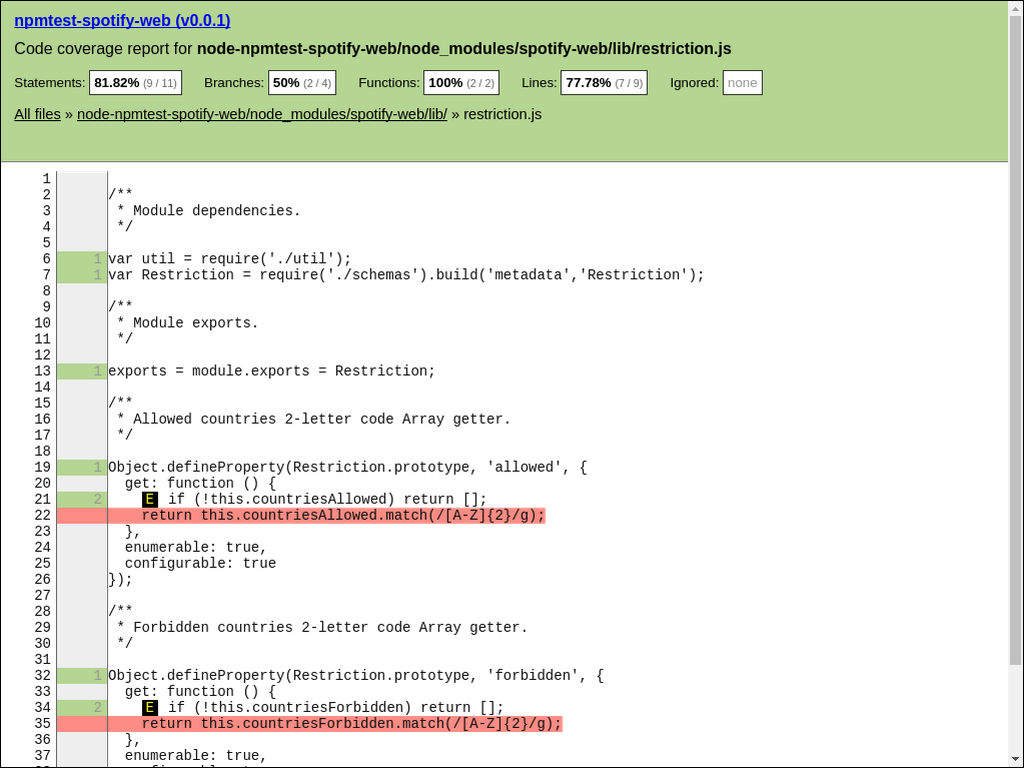 npmtest-spotify-web (v0.0.1)
Code coverage report for node-npmtest-spotify-web/node_modules/spotify-web/lib/restriction.js
Statements: 81.82% (9 / 11) Branches: 50% (2 / 4) Functions: 100% (2 / 2) Lines: 77.78% (7 / 9) Ignored: none
All files » node-npmtest-spotify-web/node_modules/spotify-web/lib/ » restriction.js
1
2 /**
3 * Module dependencies.
4 */
5
6 1 var util = require('./util');
7 1 var Restriction = require('./schemas').build('metadata','Restriction');
8
9 /**
10 * Module exports.
11 */
12
13 1 exports = module.exports = Restriction;
14
15 /**
16 * Allowed countries 2-letter code Array getter.
17 */
18
19 1 Object.defineProperty(Restriction.prototype, 'allowed', {
20 get: function () {
21 2 E if (!this.countriesAllowed) return [];
22 return this.countriesAllowed.match(/[A-Z]{2}/g);
23 },
24 enumerable: true,
25 configurable: true
26 });
27
28 /**
29 * Forbidden countries 2-letter code Array getter.
30 */
31
32 1 Object.defineProperty(Restriction.prototype, 'forbidden', {
33 get: function () {
34 2 E if (!this.countriesForbidden) return [];
35 return this.countriesForbidden.match(/[A-Z]{2}/g);
36 },
37 enumerable: true,